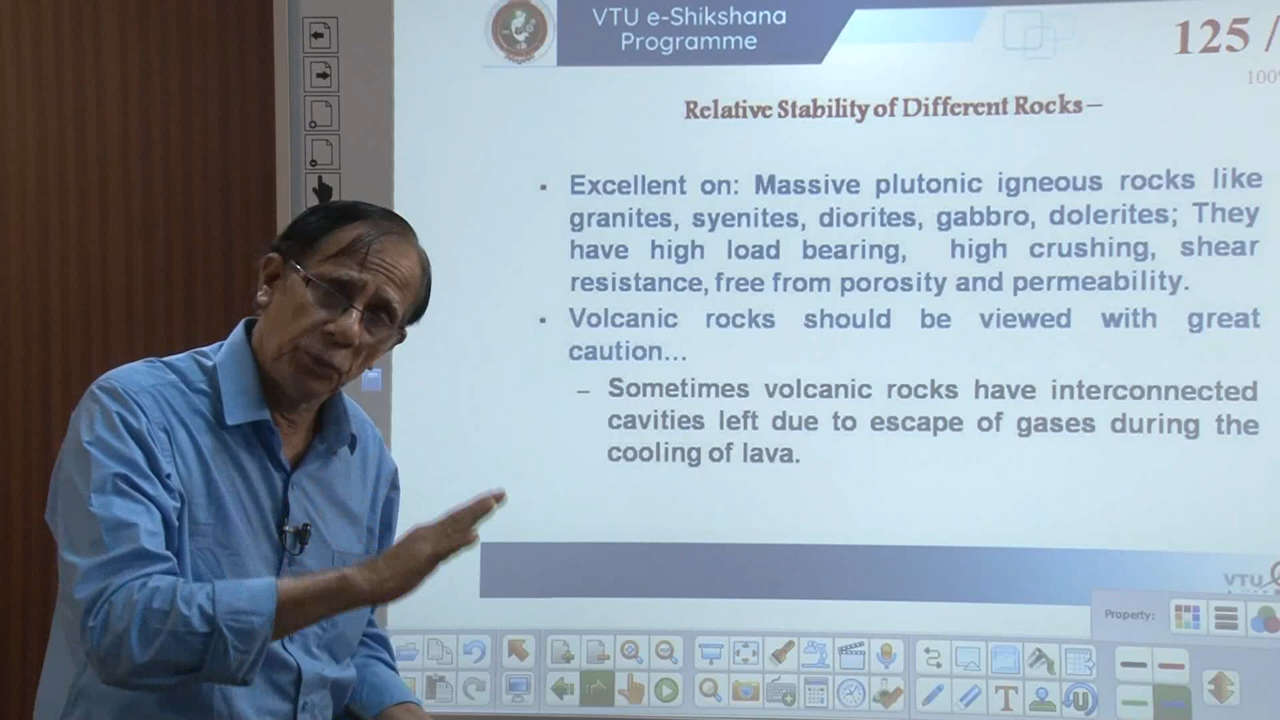 VTU e-Shikshana
Programme
125 /
100%
Relative Stability of Different Rocks –
▪ Excellent on: Massive plutonic igneous rocks like
granites, syenites, diorites, gabbro, dolerites; They
have high load bearing, high crushing, shear
resistance, free from porosity and permeability.
▪ Volcanic rocks should be viewed with great
caution...
– Sometimes volcanic rocks have interconnected
cavities left due to escape of gases during the
cooling of lava.
VTU
Property: